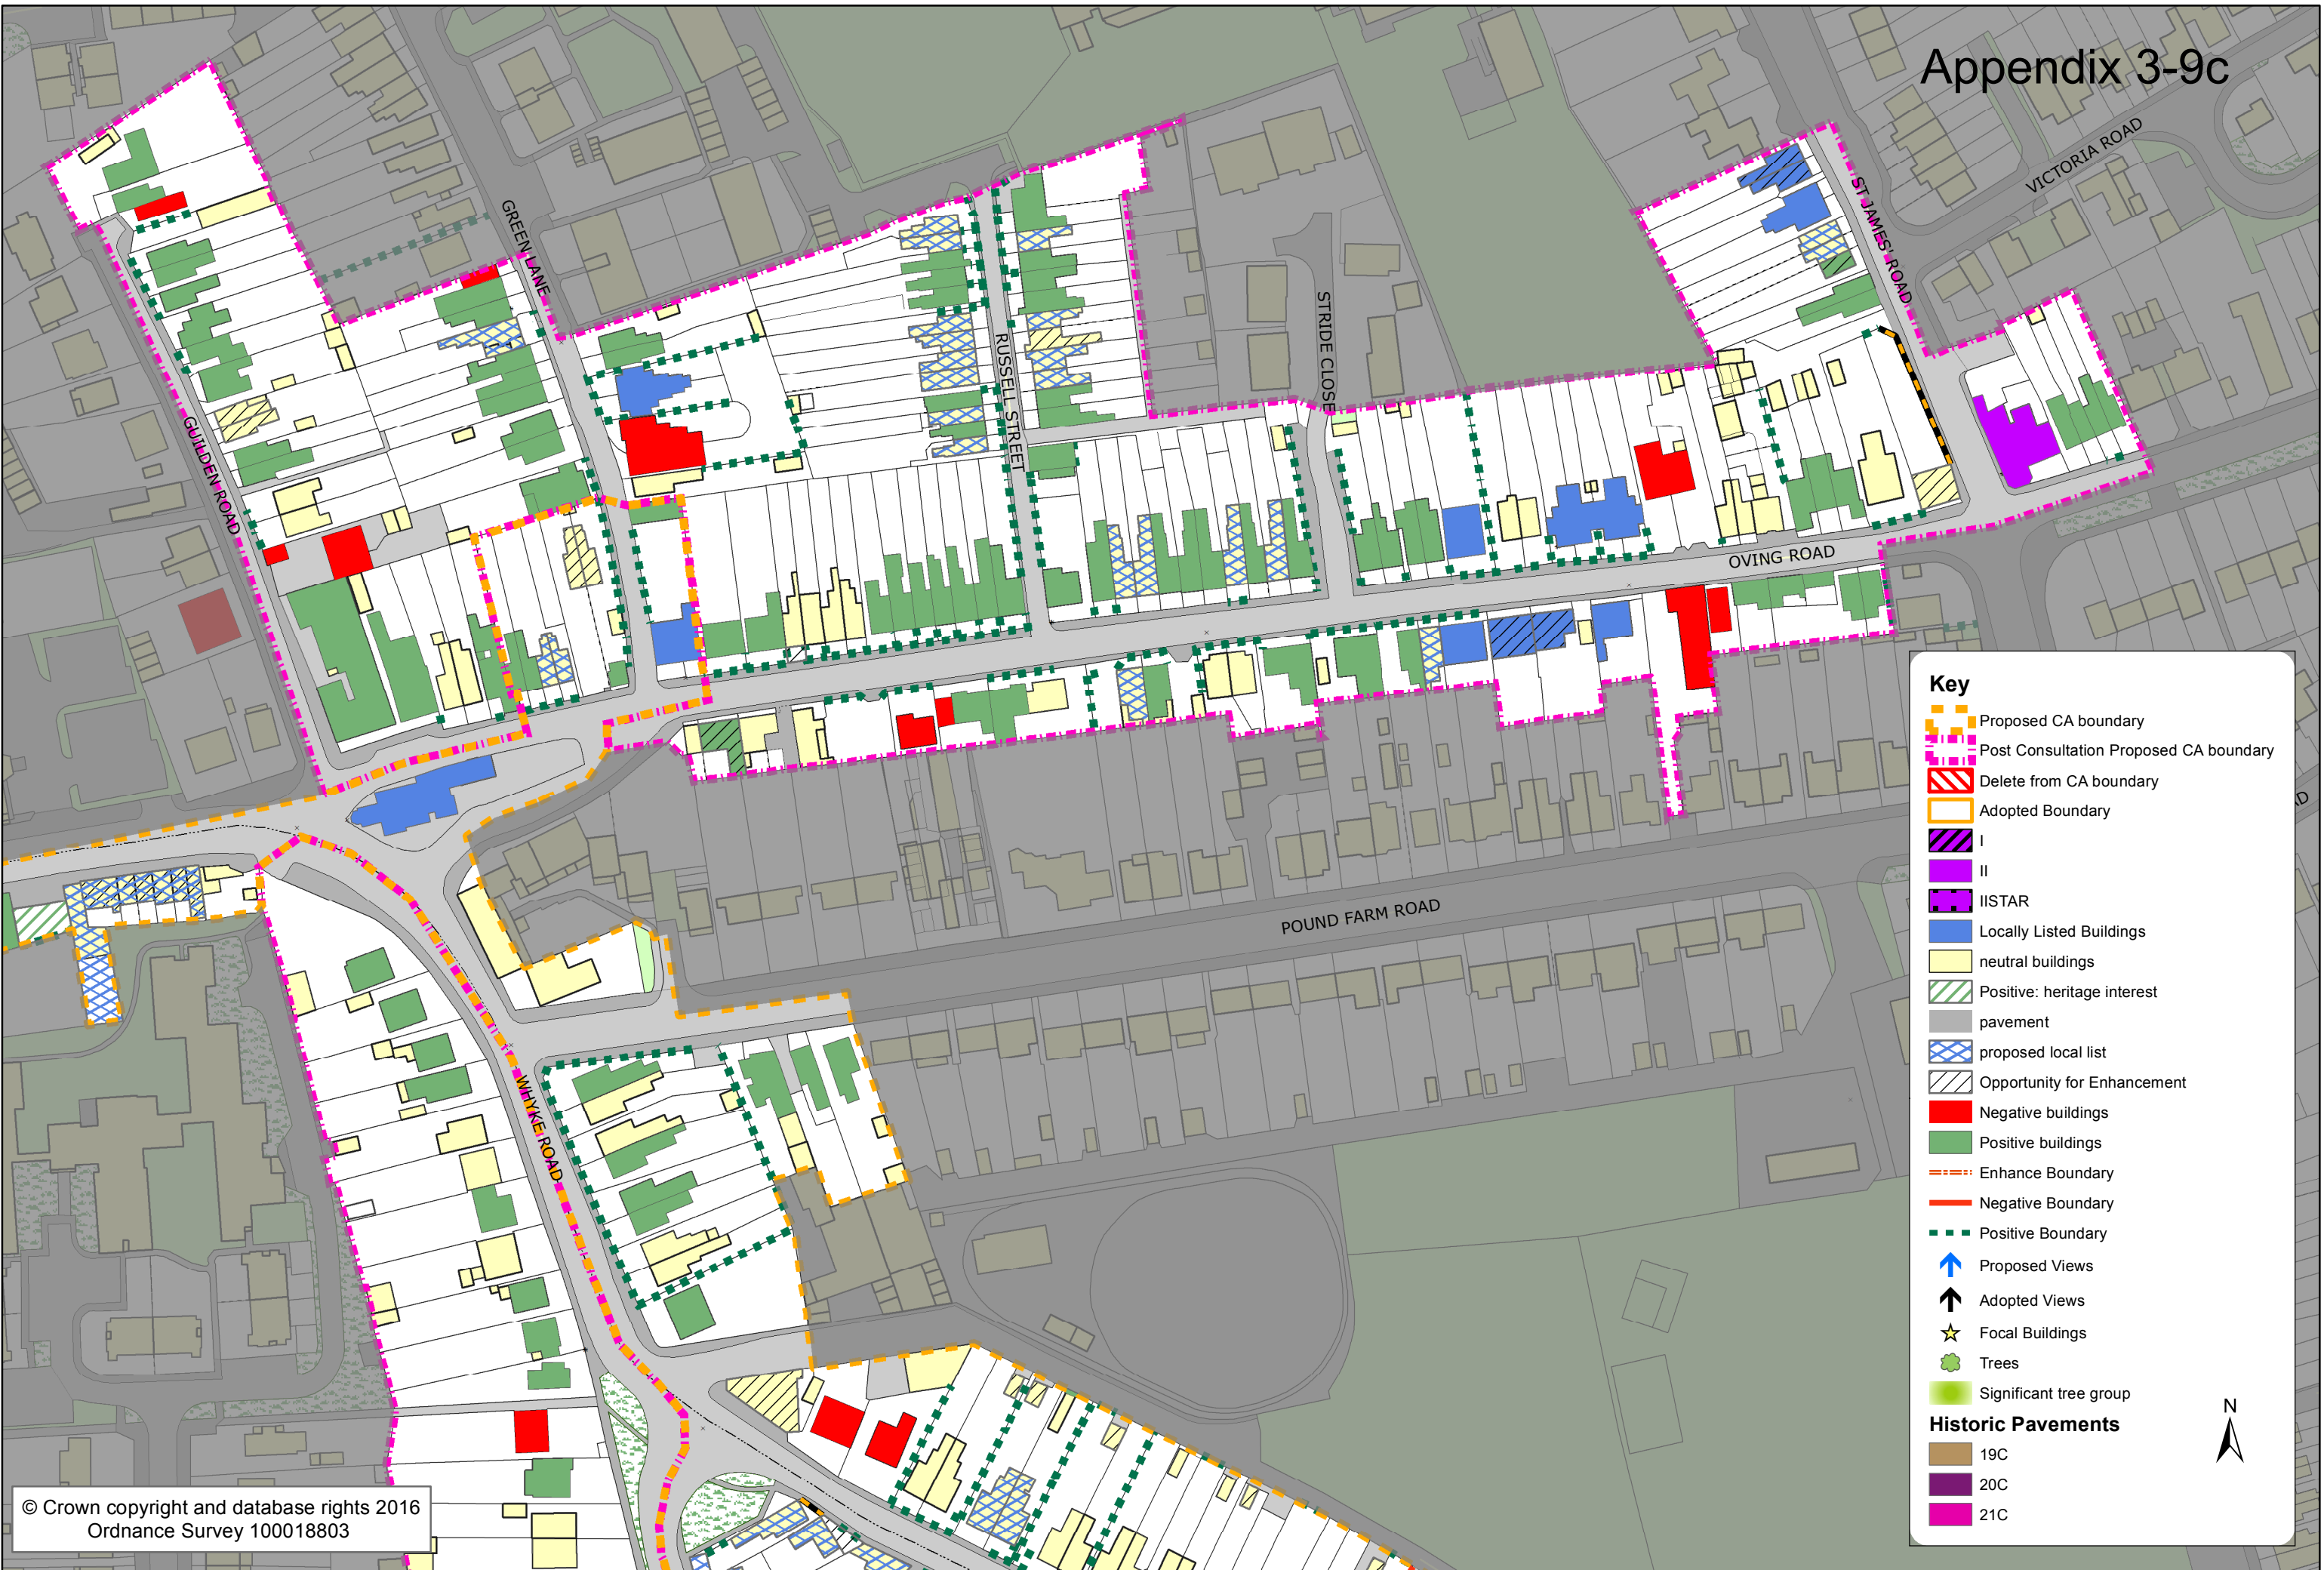 Appendix 3-9c
VICTORIA ROAD
ST JAMES' ROAD
GREEN LANE
STRIDE CLOSE
RUSSELL STREET
GUILDEN ROAD
OVING ROAD
POUND FARM ROAD
WHYKE ROAD
Key
Proposed CA boundary
Post Consultation Proposed CA boundary
Delete from CA boundary
Adopted Boundary
I
II
IISTAR
Locally Listed Buildings
neutral buildings
Positive: heritage interest
pavement
proposed local list
Opportunity for Enhancement
Negative buildings
Positive buildings
Enhance Boundary
Negative Boundary
Positive Boundary
Proposed Views
Adopted Views
Focal Buildings
Trees
Significant tree group
Historic Pavements
19C
20C
21C
N
© Crown copyright and database rights 2016
Ordnance Survey 100018803